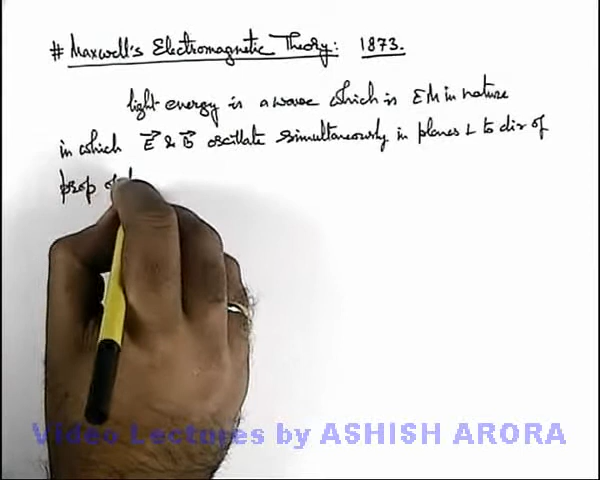 # Maxwell's Electromagnetic Theory: 1873.
light energy is a wave which is EM in nature
in which E⃗ & B⃗ oscillate simultaneously in planes ⊥ to dir of
prop of
Video Lectures by ASHISH ARORA